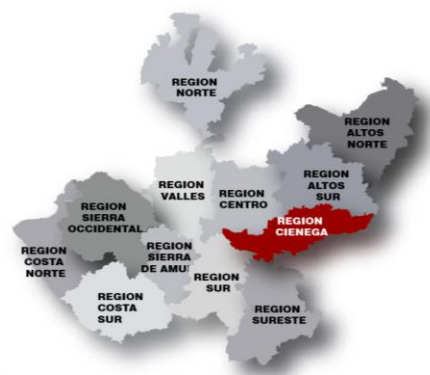 REGION
NORTE
REGION
ALTOS
NORTE
REGION
ALTOS
SUR
REGION
VALLES
REGION
CENTRO
REGION
SIERRA
OCCIDENTAL
REGION
CIENEGA
REGION
COSTA
NORTE
REGION
SIERRA
DE AMU
REGION
SUR
REGION
COSTA
SUR
REGION
SURESTE